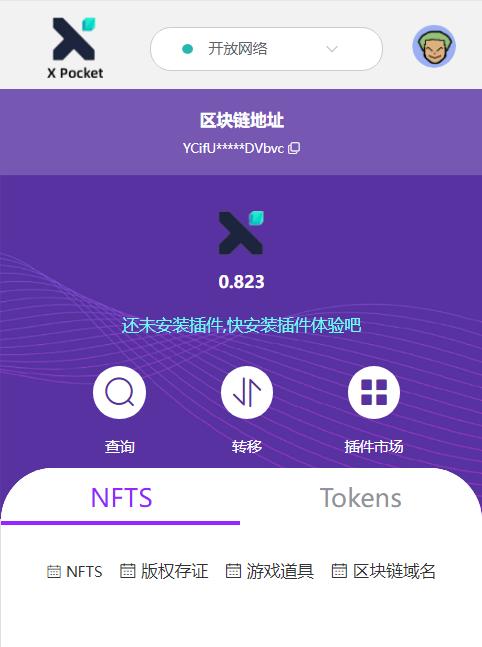 X Pocket
开放网络
区块链地址
YCifU*****DVbvc
0.823
还未安装插件,快安装插件体验吧
查询
转移
插件市场
NFTS
Tokens
NFTS
版权存证
游戏道具
区块链域名